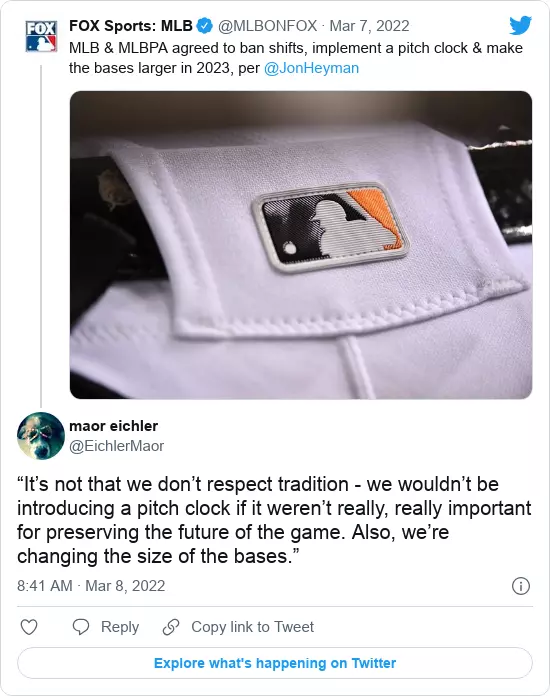 FOX Sports: MLB @MLBONFOX · Mar 7, 2022
MLB & MLBPA agreed to ban shifts, implement a pitch clock & make
the bases larger in 2023, per @JonHeyman
FOX
maor eichler
@EichlerMaor
“It’s not that we don’t respect tradition - we wouldn’t be
introducing a pitch clock if it weren’t really, really important
for preserving the future of the game. Also, we’re
changing the size of the bases.”
8:41 AM · Mar 8, 2022
Reply
Copy link to Tweet
Explore what's happening on Twitter